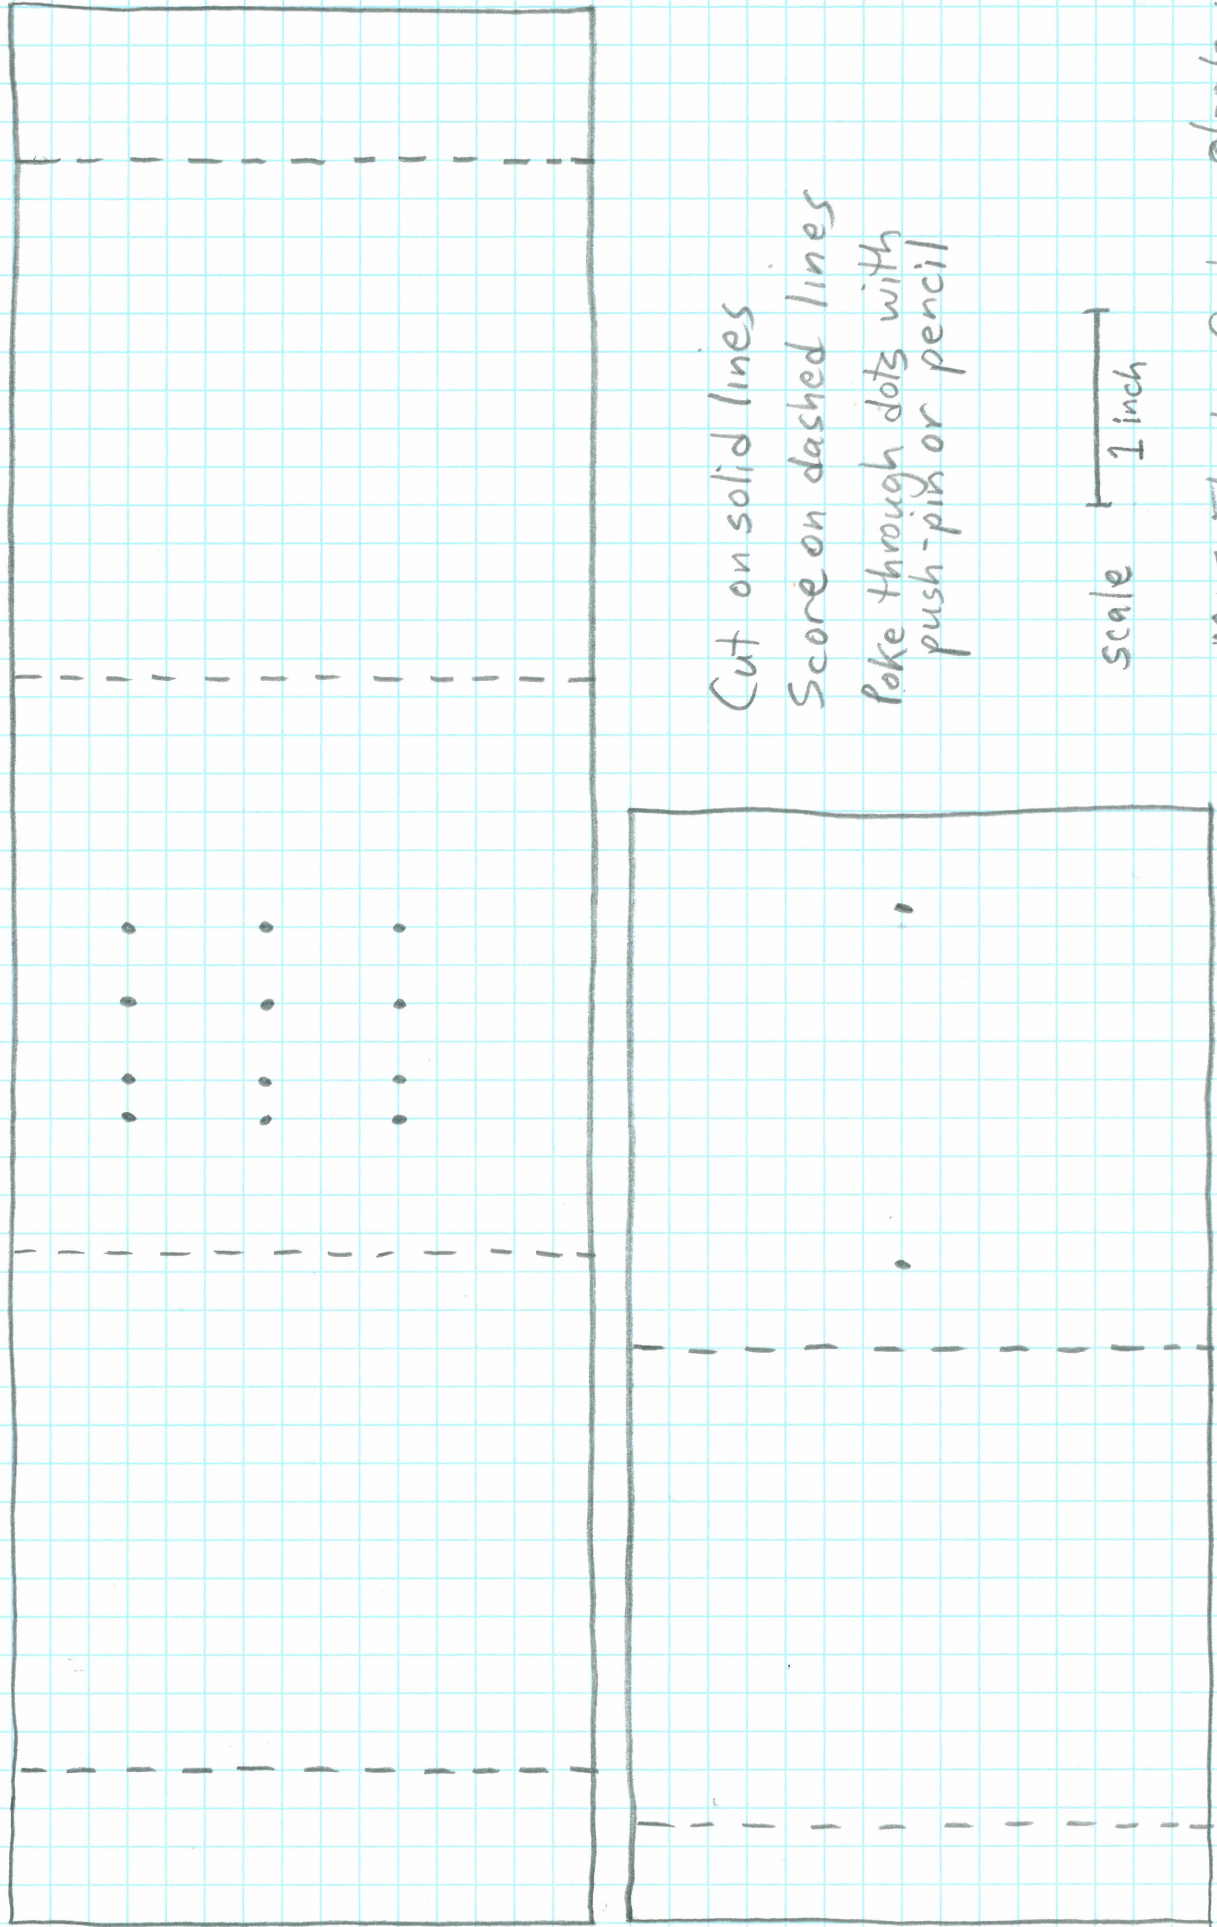 Cut on solid lines
Score on dashed lines
Poke through dots with
push-pin or pencil
scale
1 inch